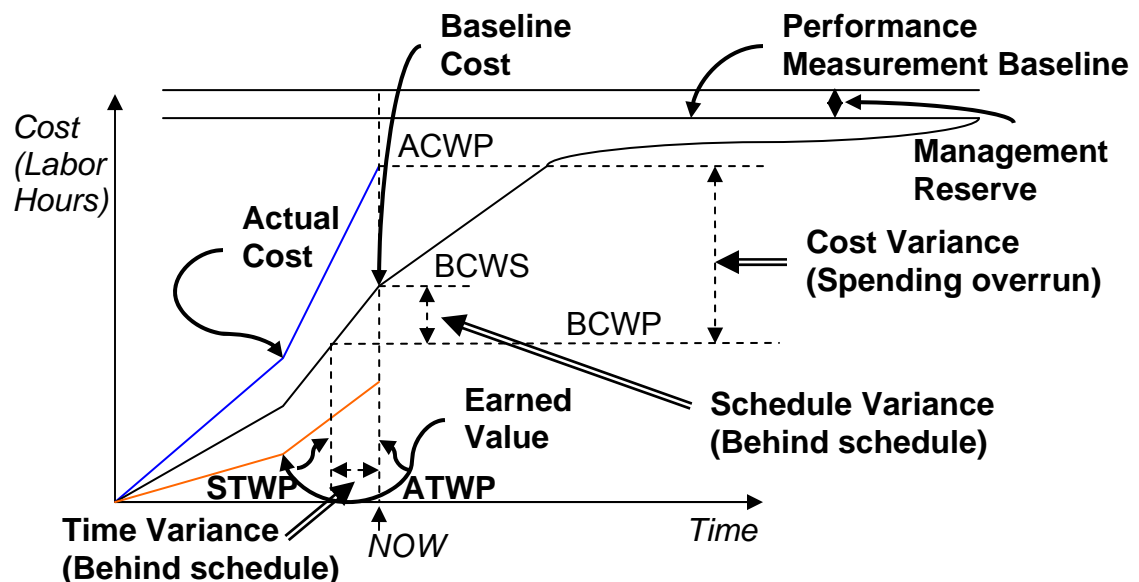 Baseline
Cost
Performance
Measurement Baseline
Cost
(Labor
Hours)
ACWP
Management
Reserve
Actual
Cost
Cost Variance
(Spending overrun)
BCWS
BCWP
Earned
Value
Schedule Variance
(Behind schedule)
STWP
ATWP
Time Variance
(Behind schedule)
NOW
Time